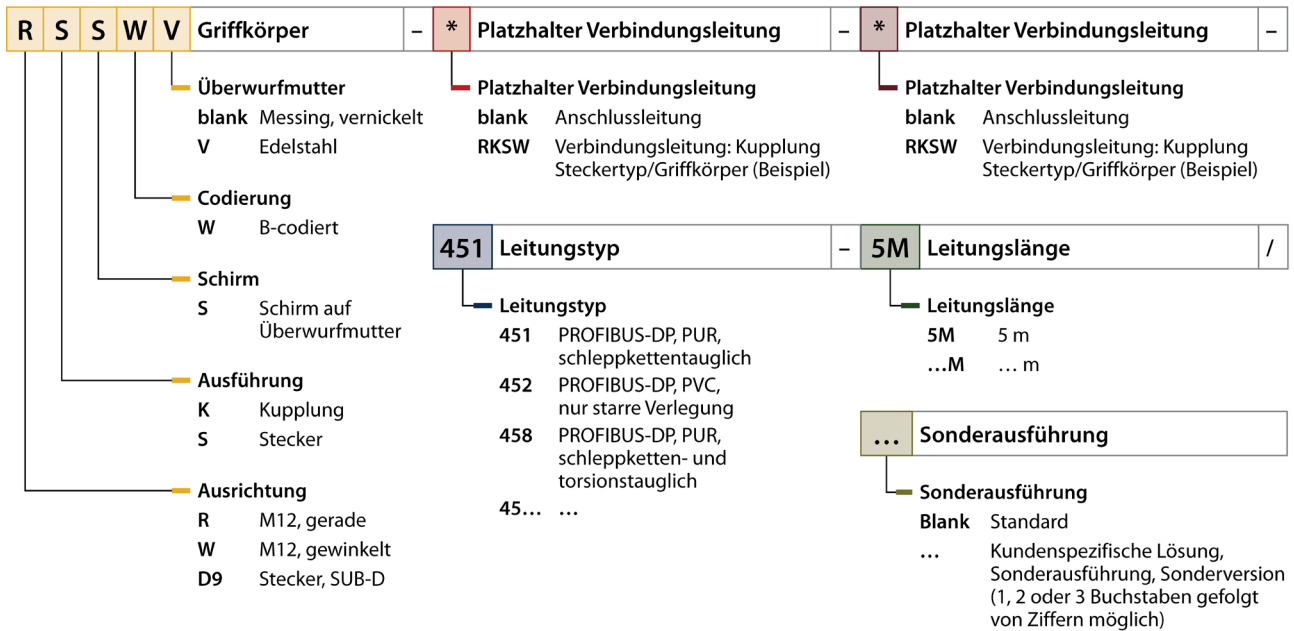 R S S W V Griffkörper – * Platzhalter Verbindungsleitung – * Platzhalter Verbindungsleitung –
Überwurfmutter
blank Messing, vernickelt
V Edelstahl
Codierung
W B-codiert
Schirm
S Schirm auf
Überwurfmutter
Ausführung
K Kupplung
S Stecker
Ausrichtung
R M12, gerade
W M12, gewinkelt
D9 Stecker, SUB-D
Platzhalter Verbindungsleitung
blank Anschlussleitung
RKSW Verbindungsleitung: Kupplung
Steckertyp/Griffkörper (Beispiel)
Platzhalter Verbindungsleitung
blank Anschlussleitung
RKSW Verbindungsleitung: Kupplung
Steckertyp/Griffkörper (Beispiel)
451 Leitungstyp – 5M Leitungslänge /
Leitungstyp
451 PROFIBUS-DP, PUR,
schleppkettentauglich
452 PROFIBUS-DP, PVC,
nur starre Verlegung
458 PROFIBUS-DP, PUR,
schleppketten- und
torsionstauglich
45… …
Leitungslänge
5M 5 m
…M … m
… Sonderausführung
Sonderausführung
Blank Standard
… Kundenspezifische Lösung,
Sonderausführung, Sonderversion
(1, 2 oder 3 Buchstaben gefolgt
von Ziffern möglich)